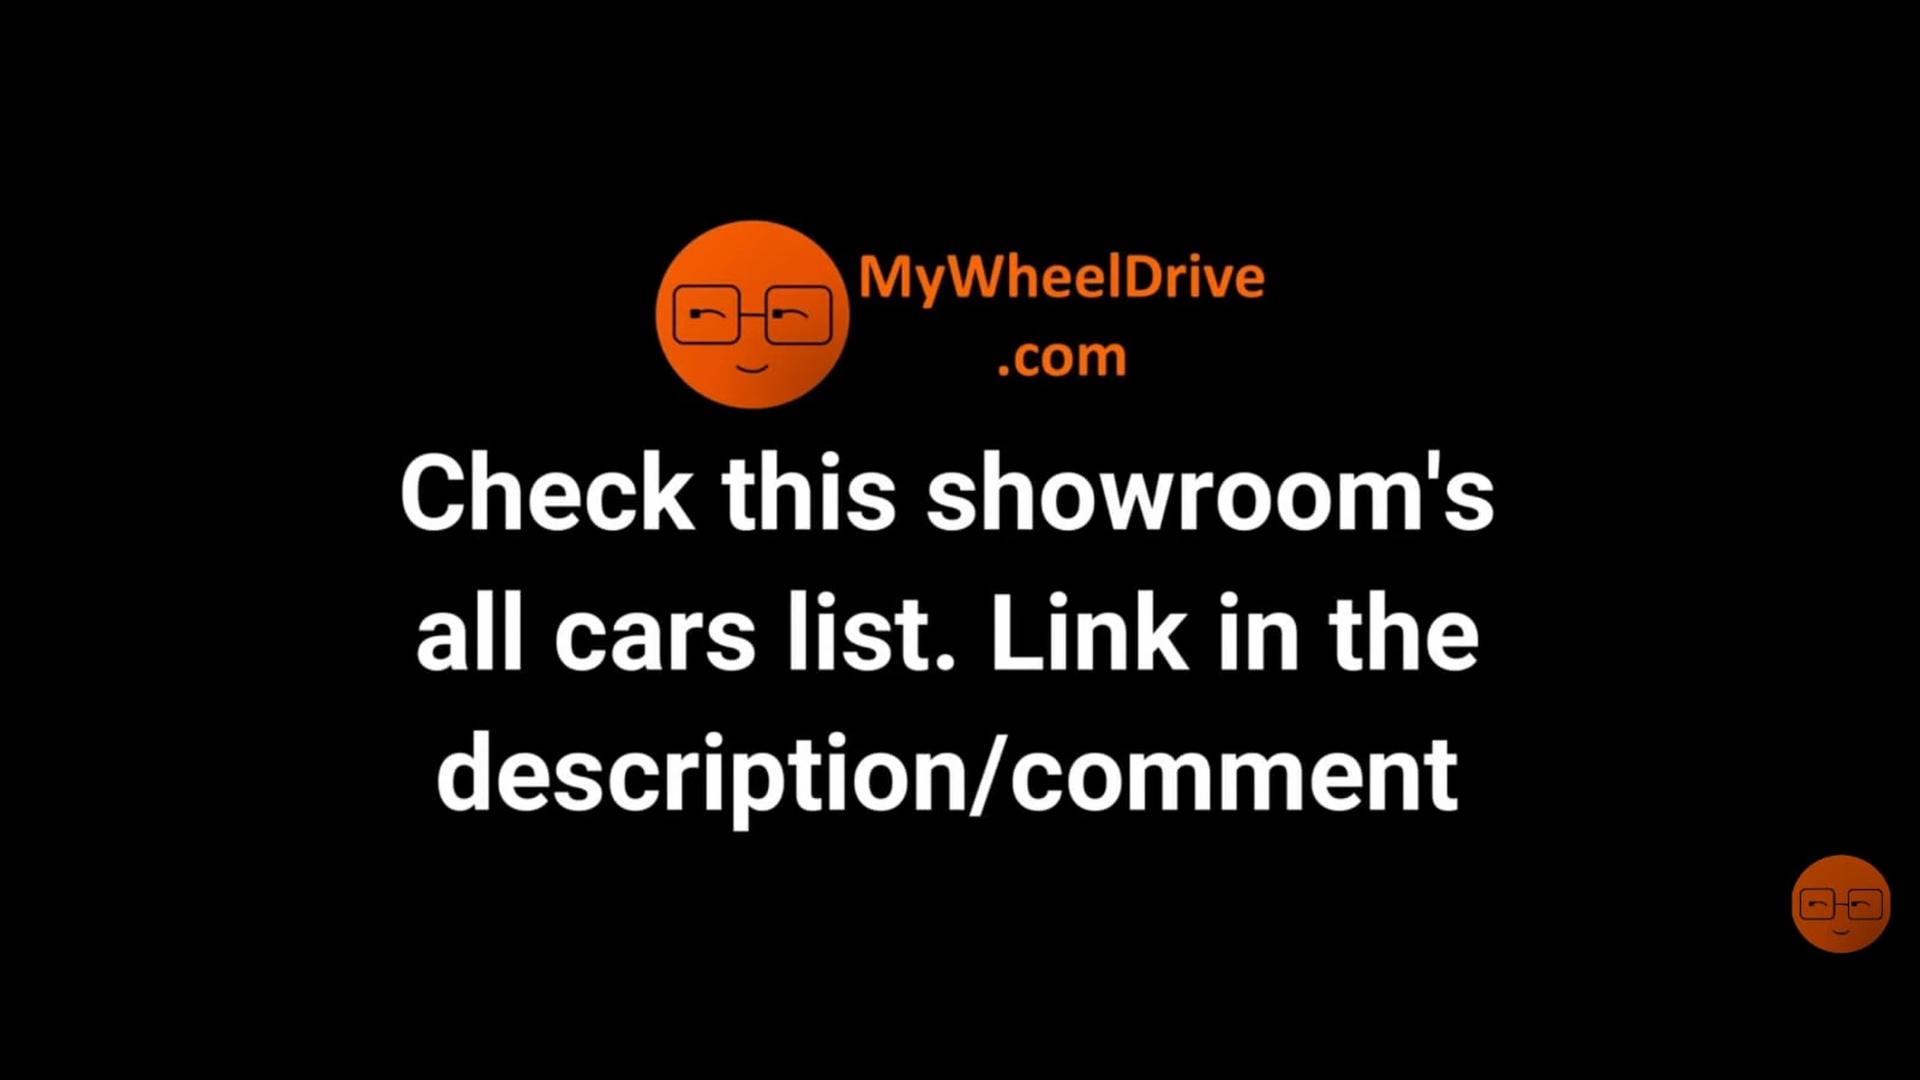 MyWheelDrive
.com
Check this showroom's
all cars list. Link in the
description/comment